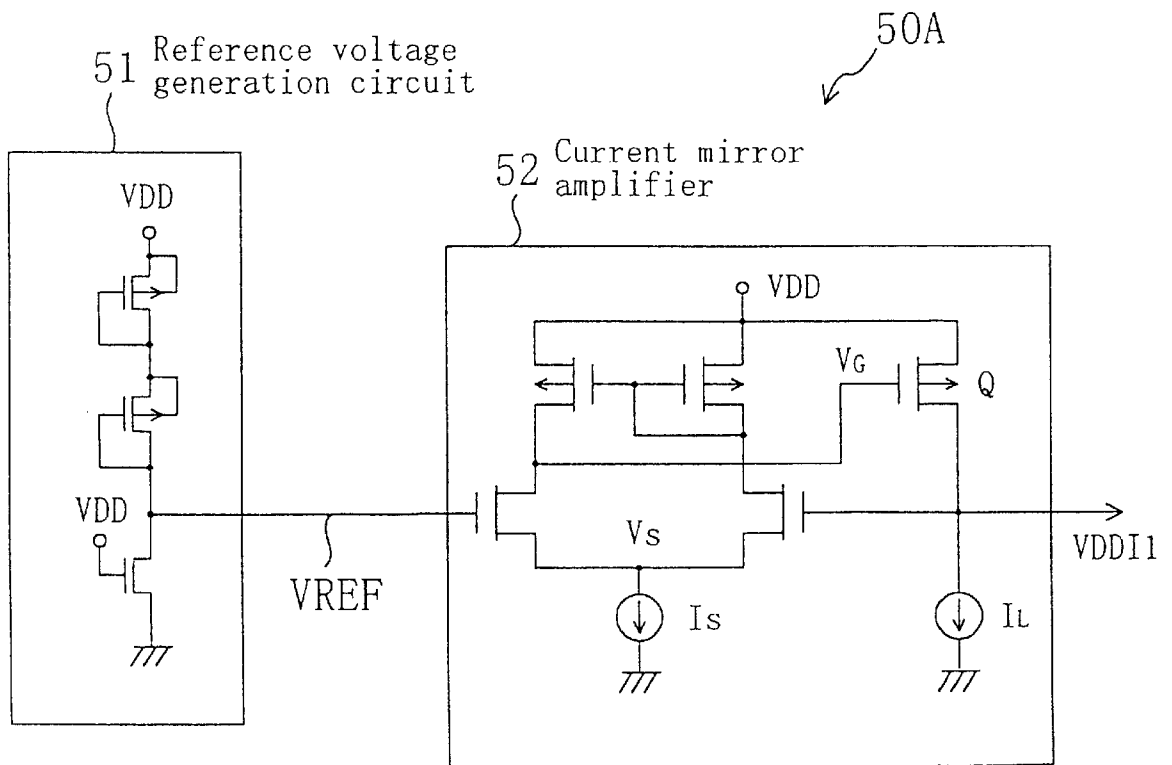 50A
51 Reference voltage
generation circuit
52 Current mirror
amplifier
VDD
VDD
VG
Q
VDD
VS
VDDI1
VREF
IS
IL